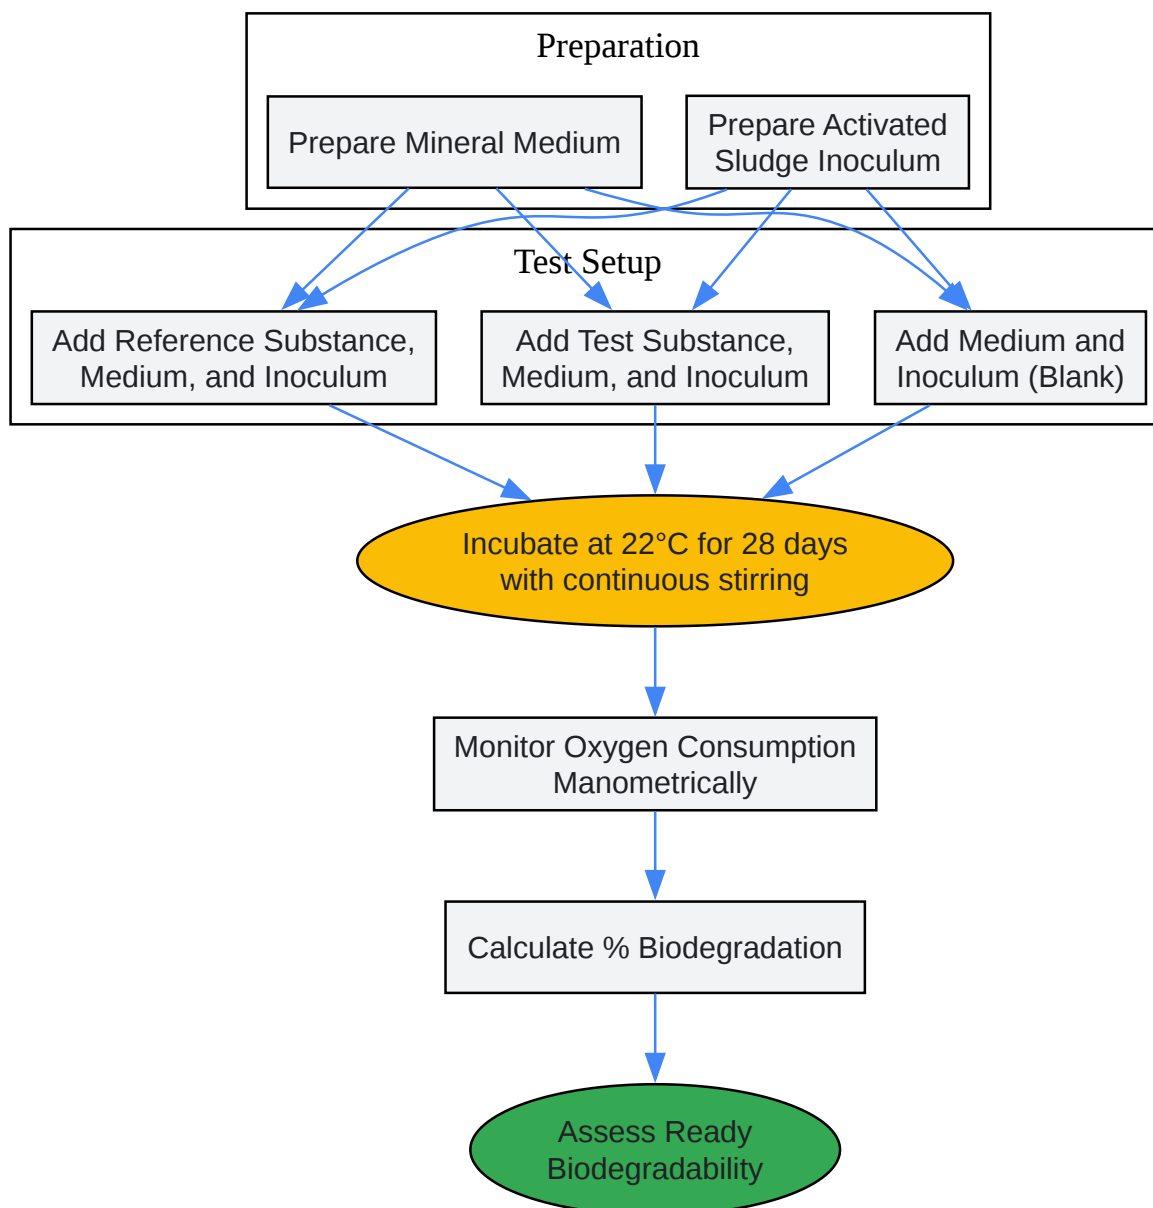 Preparation
Prepare Mineral Medium
Prepare Activated
Sludge Inoculum
Test Setup
Add Reference Substance,
Medium, and Inoculum
Add Test Substance,
Medium, and Inoculum
Add Medium and
Inoculum (Blank)
Incubate at 22°C for 28 days
with continuous stirring
Monitor Oxygen Consumption
Manometrically
Calculate % Biodegradation
Assess Ready
Biodegradability